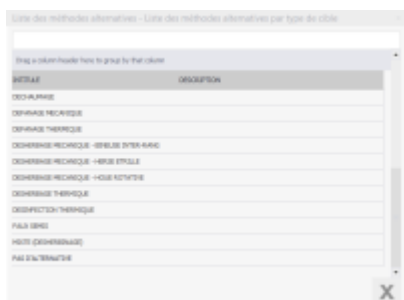 Liste des méthodes alternatives - Liste des méthodes alternatives par type de cible
Drag a column header here to group by that column
INTITULE DESCRIPTION
DECHAUMAGE
DEFANAGE MECANIQUE
DEFANAGE THERMIQUE
DESHERBAGE MECANIQUE - BINEUSE INTER-RANG
DESHERBAGE MECANIQUE - HERSE ETRILLE
DESHERBAGE MECANIQUE - HOUE ROTATIVE
DESHERBAGE THERMIQUE
DESINFECTION THERMIQUE
FAUX SEMIS
MIXTE (DESHERBINAGE)
PAS D'ALTERNATIVE
X